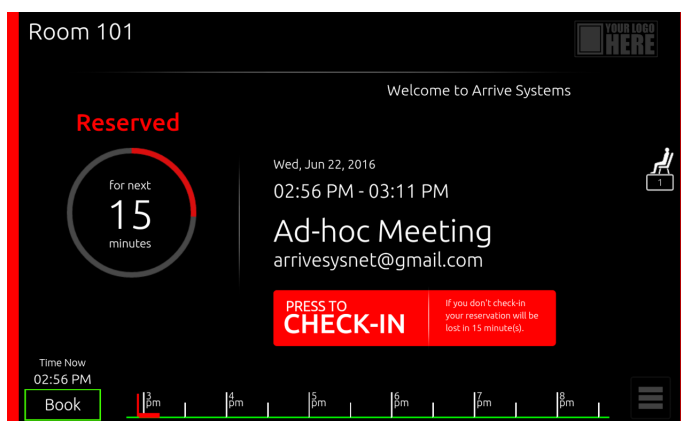 Room 101
YOUR LOGO
HERE
Welcome to Arrive Systems
Reserved
for next
15
minutes
Wed, Jun 22, 2016
02:56 PM - 03:11 PM
Ad-hoc Meeting
arrivesysnet@gmail.com
PRESS TO
CHECK-IN
If you don't check-in
your reservation will be
lost in 15 minute(s).
1
Time Now
02:56 PM
Book
3 pm
4 pm
5 pm
6 pm
7 pm
8 pm